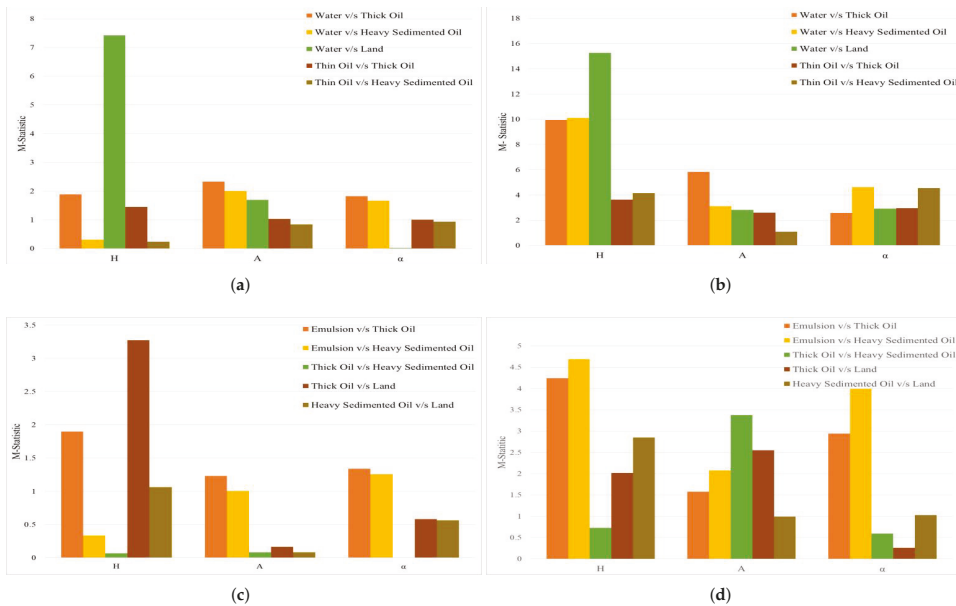 8
7
6
5
4
3
2
1
0
M-Statistic
Water v/s Thick Oil
Water v/s Heavy Sedimented Oil
Water v/s Land
Thin Oil v/s Thick Oil
Thin Oil v/s Heavy Sedimented Oil
H
A
α
(a)
18
16
14
12
10
8
6
4
2
0
M- Statistic
Water v/s Thick Oil
Water v/s Heavy Sedimented Oil
Water v/s Land
Thin Oil v/s Thick Oil
Thin Oil v/s Heavy Sedimented Oil
H
A
α
(b)
3.5
3
2.5
2
1.5
1
0.5
0
M-Statistic
Emulsion v/s Thick Oil
Emulsion v/s Heavy Sedimented Oil
Thick Oil v/s Heavy Sedimented Oil
Thick Oil v/s Land
Heavy Sedimented Oil v/s Land
H
A
α
(c)
5
4.5
4
3.5
3
2.5
2
1.5
1
0.5
0
M-Statitic
Emulsion v/s Thick Oil
Emulsion v/s Heavy Sedimented Oil
Thick Oil v/s Heavy Sedimented Oil
Thick Oil v/s Land
Heavy Sedimented Oil v/s Land
H
A
α
(d)